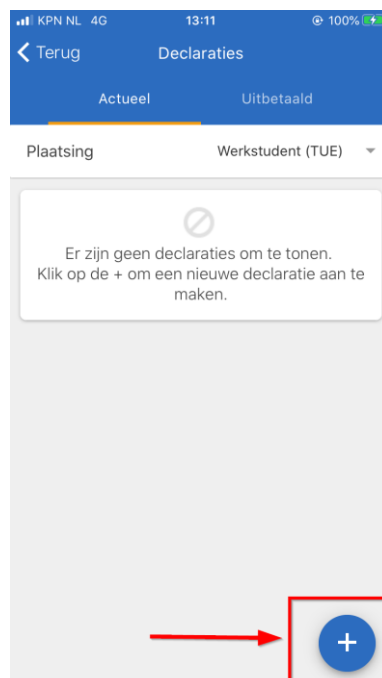 KPN NL 4G 13:11 100%
Terug Declaraties
Actueel Uitbetaald
Plaatsing Werkstudent (TUE)
Er zijn geen declaraties om te tonen.
Klik op de + om een nieuwe declaratie aan te
maken.
+